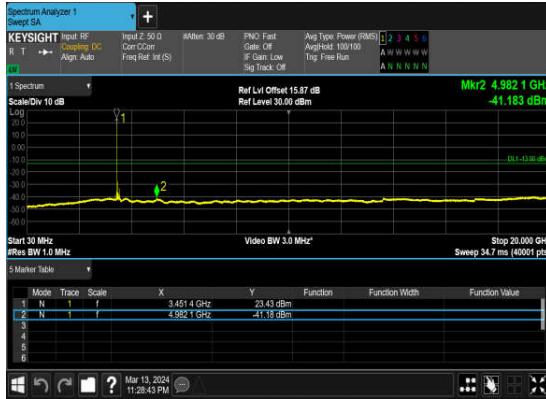 Spectrum Analyzer 1
Swept SA
+
KEYSIGHT Input: RF Input Z: 50 Ω #Atten: 30 dB PNO: Fast Avg Type: Power (RMS) 1 2 3 4 5 6
R T Coupling: DC Corr CCorr Gate: Off Avg|Hold: 100/100 A W W W W W
Align: Auto Freq Ref: Int (S) IF Gain: Low Trig: Free Run
Sig Track: Off A N N N N N
1 Spectrum Ref Lvl Offset 15.87 dB Mkr2 4.982 1 GHz
Scale/Div 10 dB Ref Level 30.00 dBm -41.183 dBm
Log
20.0
10.0
0.00
-10.0 DL1 -13.00 dBm
-20.0
-30.0
-40.0
-50.0
-60.0
1
2
Start 30 MHz Video BW 3.0 MHz* Stop 20.000 GH
#Res BW 1.0 MHz Sweep 34.7 ms (40001 pts
5 Marker Table
Mode Trace Scale X Y Function Function Width Function Value
1 N 1 f 3.451 4 GHz 23.43 dBm
2 N 1 f 4.982 1 GHz -41.18 dBm
3
4
5
6
? Mar 13, 2024
11:28:43 PM